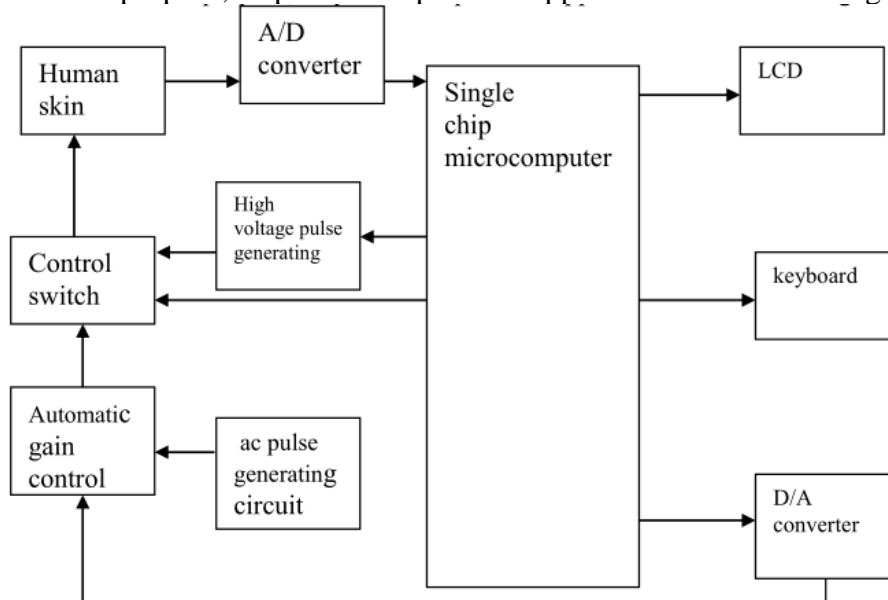 A/D
converter
Human
skin
Single
chip
microcomputer
LCD
High
voltage pulse
generating
Control
switch
keyboard
Automatic
gain
control
ac pulse
generating
circuit
D/A
converter